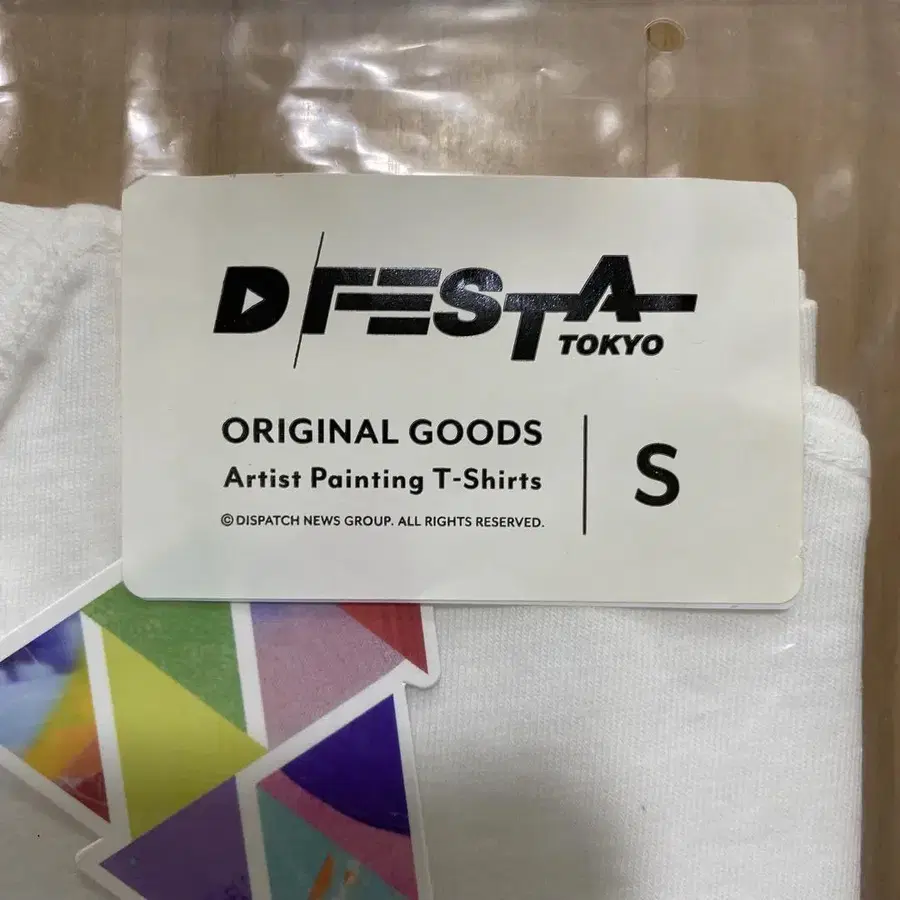 D/FESTA
TOKYO
ORIGINAL GOODS
Artist Painting T-Shirts
©DISPATCH NEWS GROUP. ALL RIGHTS RESERVED.
S